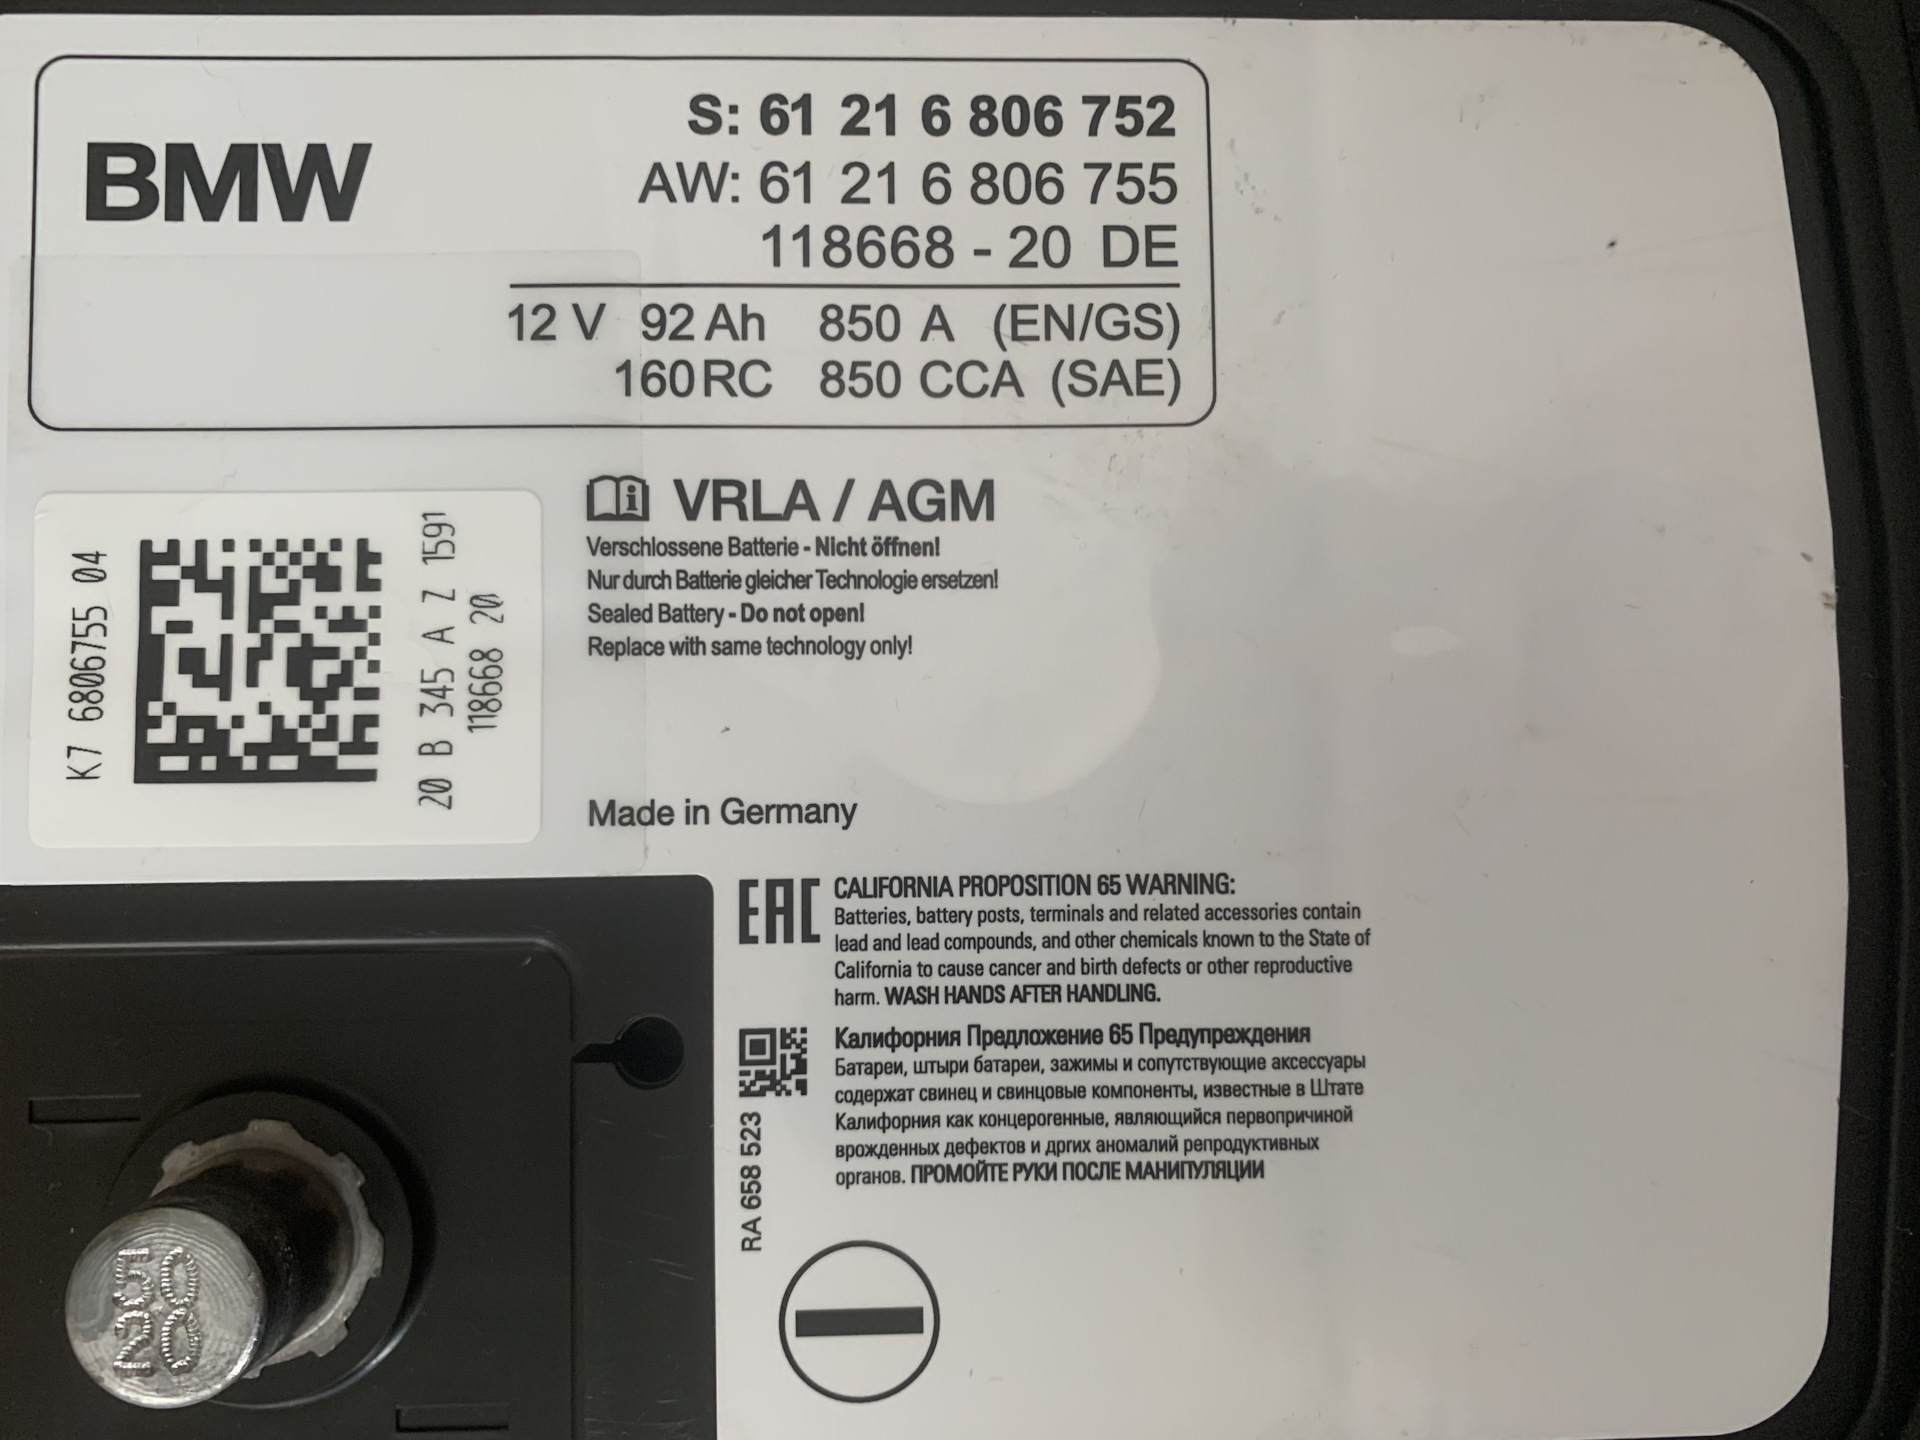 BMW
S: 61 21 6 806 752
AW: 61 21 6 806 755
118668 - 20 DE
12 V 92 Ah 850 A (EN/GS)
160 RC 850 CCA (SAE)
K7 6806755 04
20 B 345 A Z 1591
118668 20
VRLA / AGM
Verschlossene Batterie - Nicht öffnen!
Nur durch Batterie gleicher Technologie ersetzen!
Sealed Battery - Do not open!
Replace with same technology only!
Made in Germany
EAC
CALIFORNIA PROPOSITION 65 WARNING:
Batteries, battery posts, terminals and related accessories contain
lead and lead compounds, and other chemicals known to the State of
California to cause cancer and birth defects or other reproductive
harm. WASH HANDS AFTER HANDLING.
RA 658 523
Калифорния Предложение 65 Предупреждения
Батареи, штыри батареи, зажимы и сопутствующие аксессуары
содержат свинец и свинцовые компоненты, известные в Штате
Калифорния как концерогенные, являющийся первопричиной
врожденных дефектов и дргих аномалий репродуктивных
органов. ПРОМОЙТЕ РУКИ ПОСЛЕ МАНИПУЛЯЦИИ